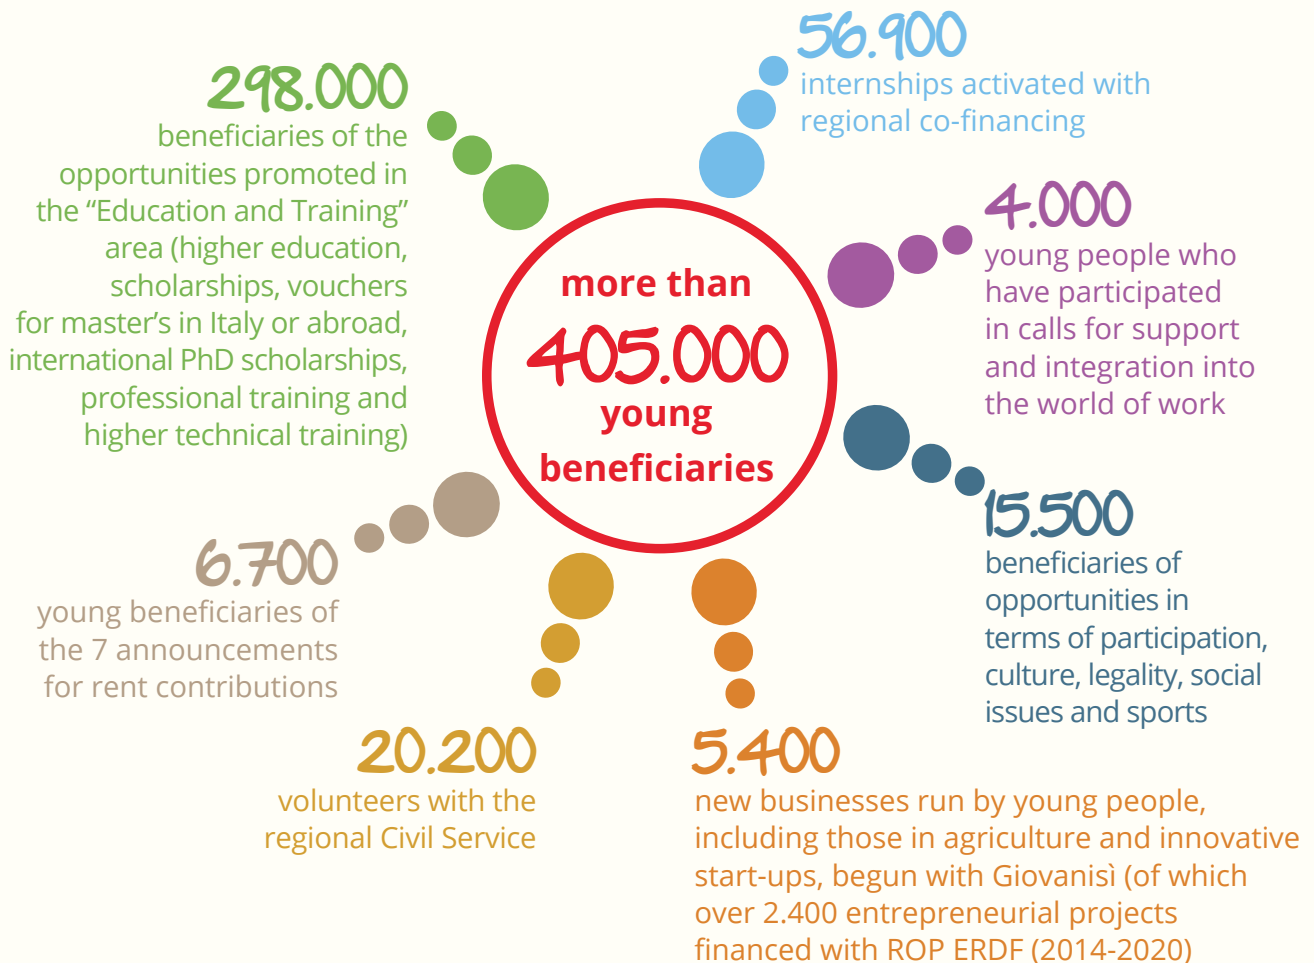 56.900
internships activated with
regional co-financing
298.000
beneficiaries of the
opportunities promoted in
the “Education and Training”
area (higher education,
scholarships, vouchers
for master’s in Italy or abroad,
international PhD scholarships,
professional training and
higher technical training)
4.000
young people who
have participated
in calls for support
and integration into
the world of work
more than
405.000
young
beneficiaries
15.500
beneficiaries of
opportunities in
terms of participation,
culture, legality, social
issues and sports
6.700
young beneficiaries of
the 7 announcements
for rent contributions
20.200
volunteers with the
regional Civil Service
5.400
new businesses run by young people,
including those in agriculture and innovative
start-ups, begun with Giovanisì (of which
over 2.400 entrepreneurial projects
financed with ROP ERDF (2014-2020)